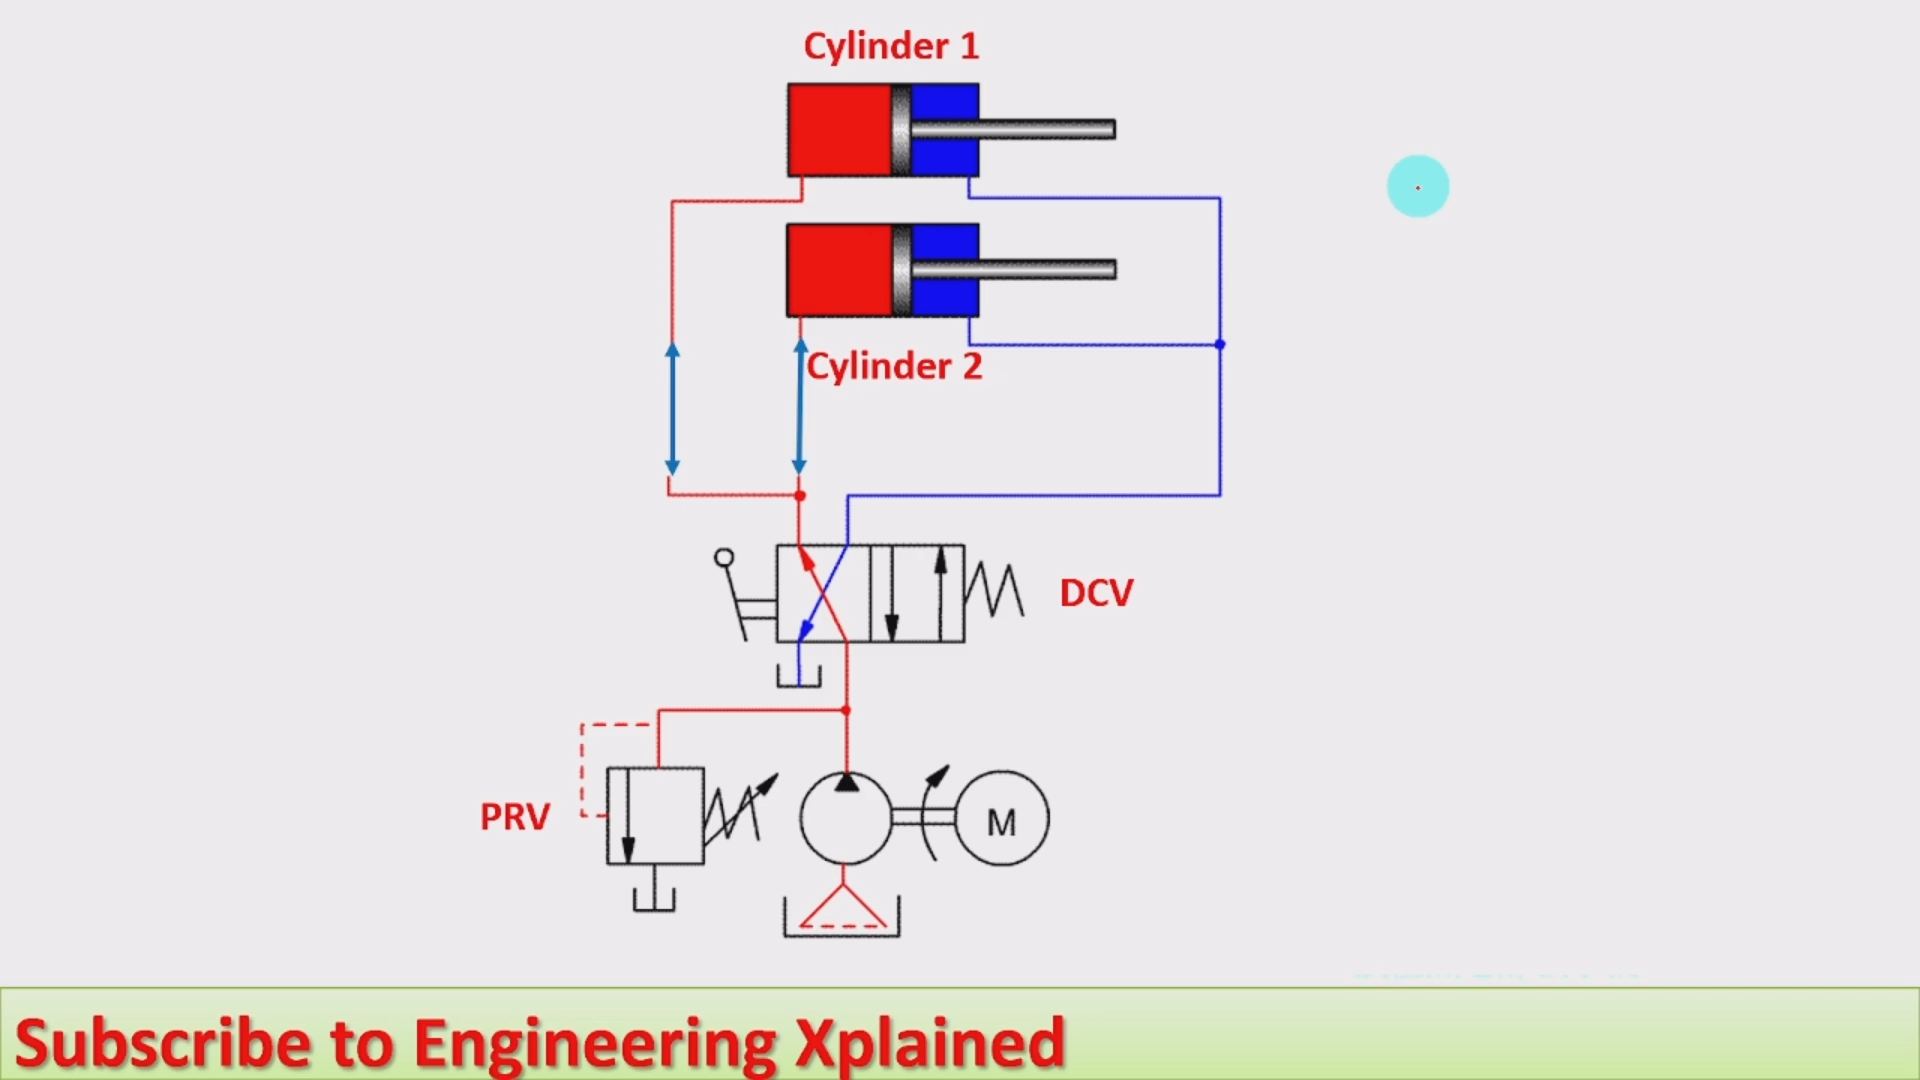 Cylinder 1
Cylinder 2
DCV
PRV
M
Subscribe to Engineering Xplained